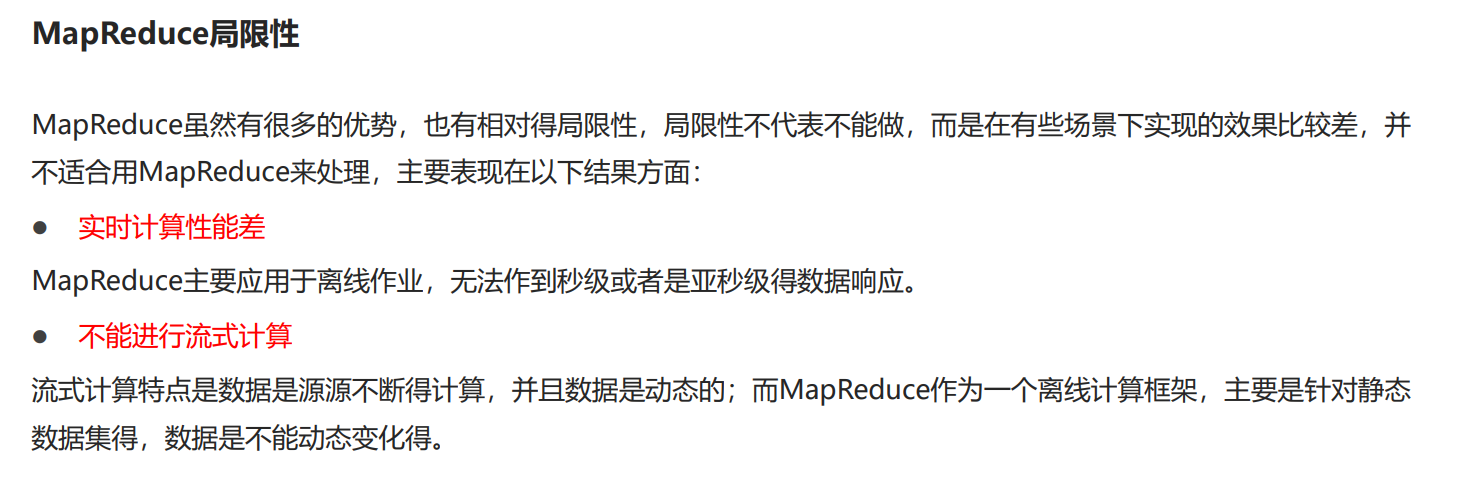 MapReduce局限性
MapReduce虽然有很多的优势，也有相对得局限性，局限性不代表不能做，而是在有些场景下实现的效果比较差，并
不适合用MapReduce来处理，主要表现在以下结果方面：
● 实时计算性能差
MapReduce主要应用于离线作业，无法作到秒级或者是亚秒级得数据响应。
● 不能进行流式计算
流式计算特点是数据是源源不断得计算，并且数据是动态的；而MapReduce作为一个离线计算框架，主要是针对静态
数据集得，数据是不能动态变化得。